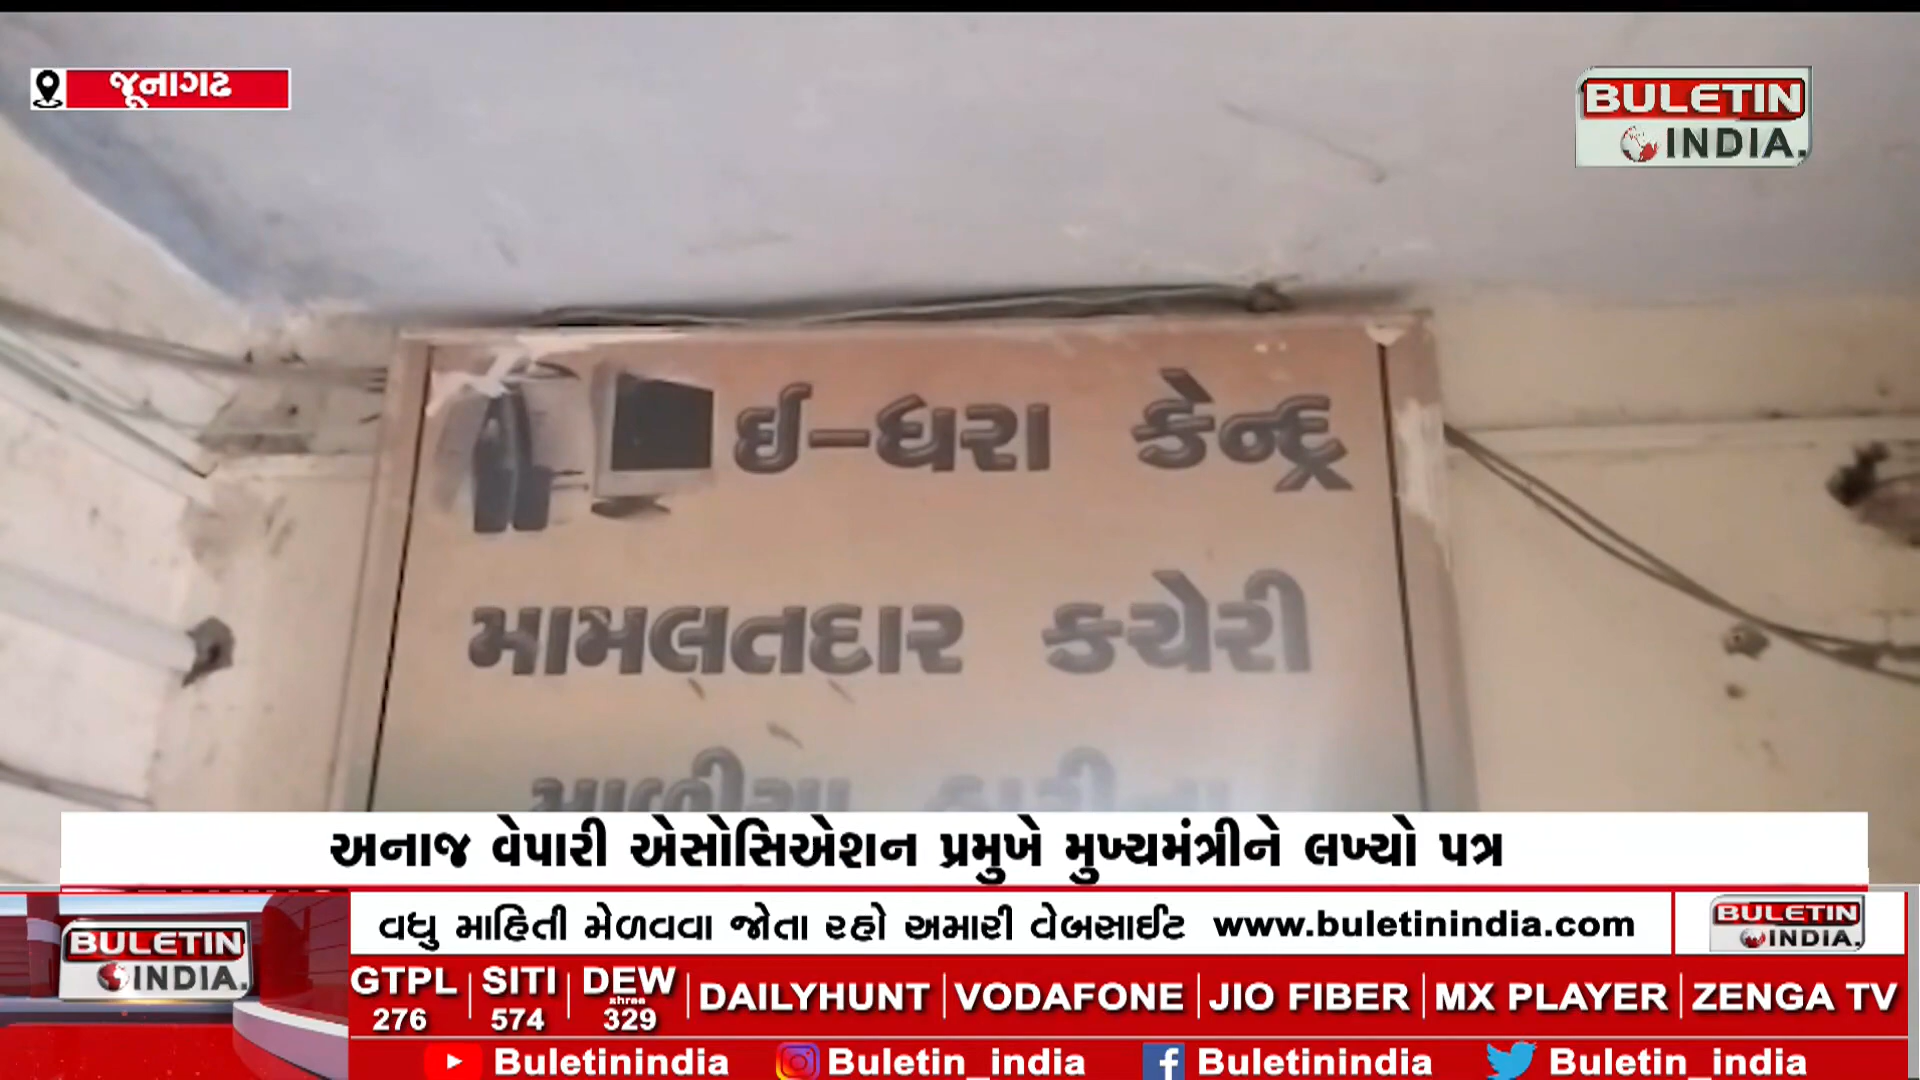 જૂનાગઢ
BULETIN
INDIA.
ઈ-ધરા કેન્દ્ર
મામલતદાર કચેરી
માળીયા હાટીના
અનાજ વેપારી એસોસિએશન પ્રમુખે મુખ્યમંત્રીને લખ્યો પત્ર
BULETIN
INDIA.
વધુ માહિતી મેળવવા જોતા રહો અમારી વેબસાઈટ www.buletinindia.com
BULETIN
INDIA.
GTPL 276 | SITI 574 | DEW shree 329 | DAILYHUNT | VODAFONE | JIO FIBER | MX PLAYER | ZENGA TV
Buletinindia Buletin_india Buletinindia Buletin_india